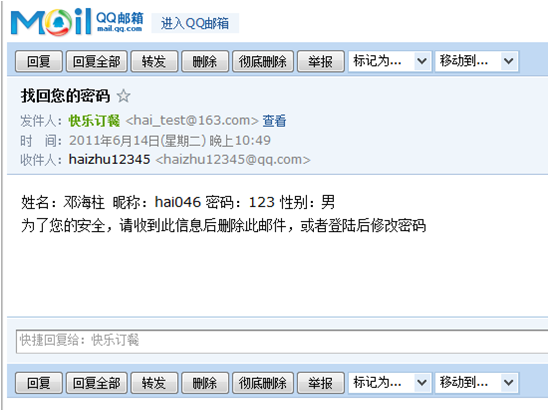 Mail QQ邮箱 mail.qq.com 进入QQ邮箱
回复 回复全部 转发 删除 彻底删除 举报 标记为... 移动到...
找回您的密码 ☆
发件人：快乐订餐 <hai_test@163.com> 查看
时 间：2011年6月14日(星期二) 晚上10:49
收件人：haizhu12345 <haizhu12345@qq.com>
姓名：邓海柱 昵称：hai046 密码：123 性别：男
为了您的安全，请收到此信息后删除此邮件，或者登陆后修改密码
快捷回复给：快乐订餐
回复 回复全部 转发 删除 彻底删除 举报 标记为... 移动到...